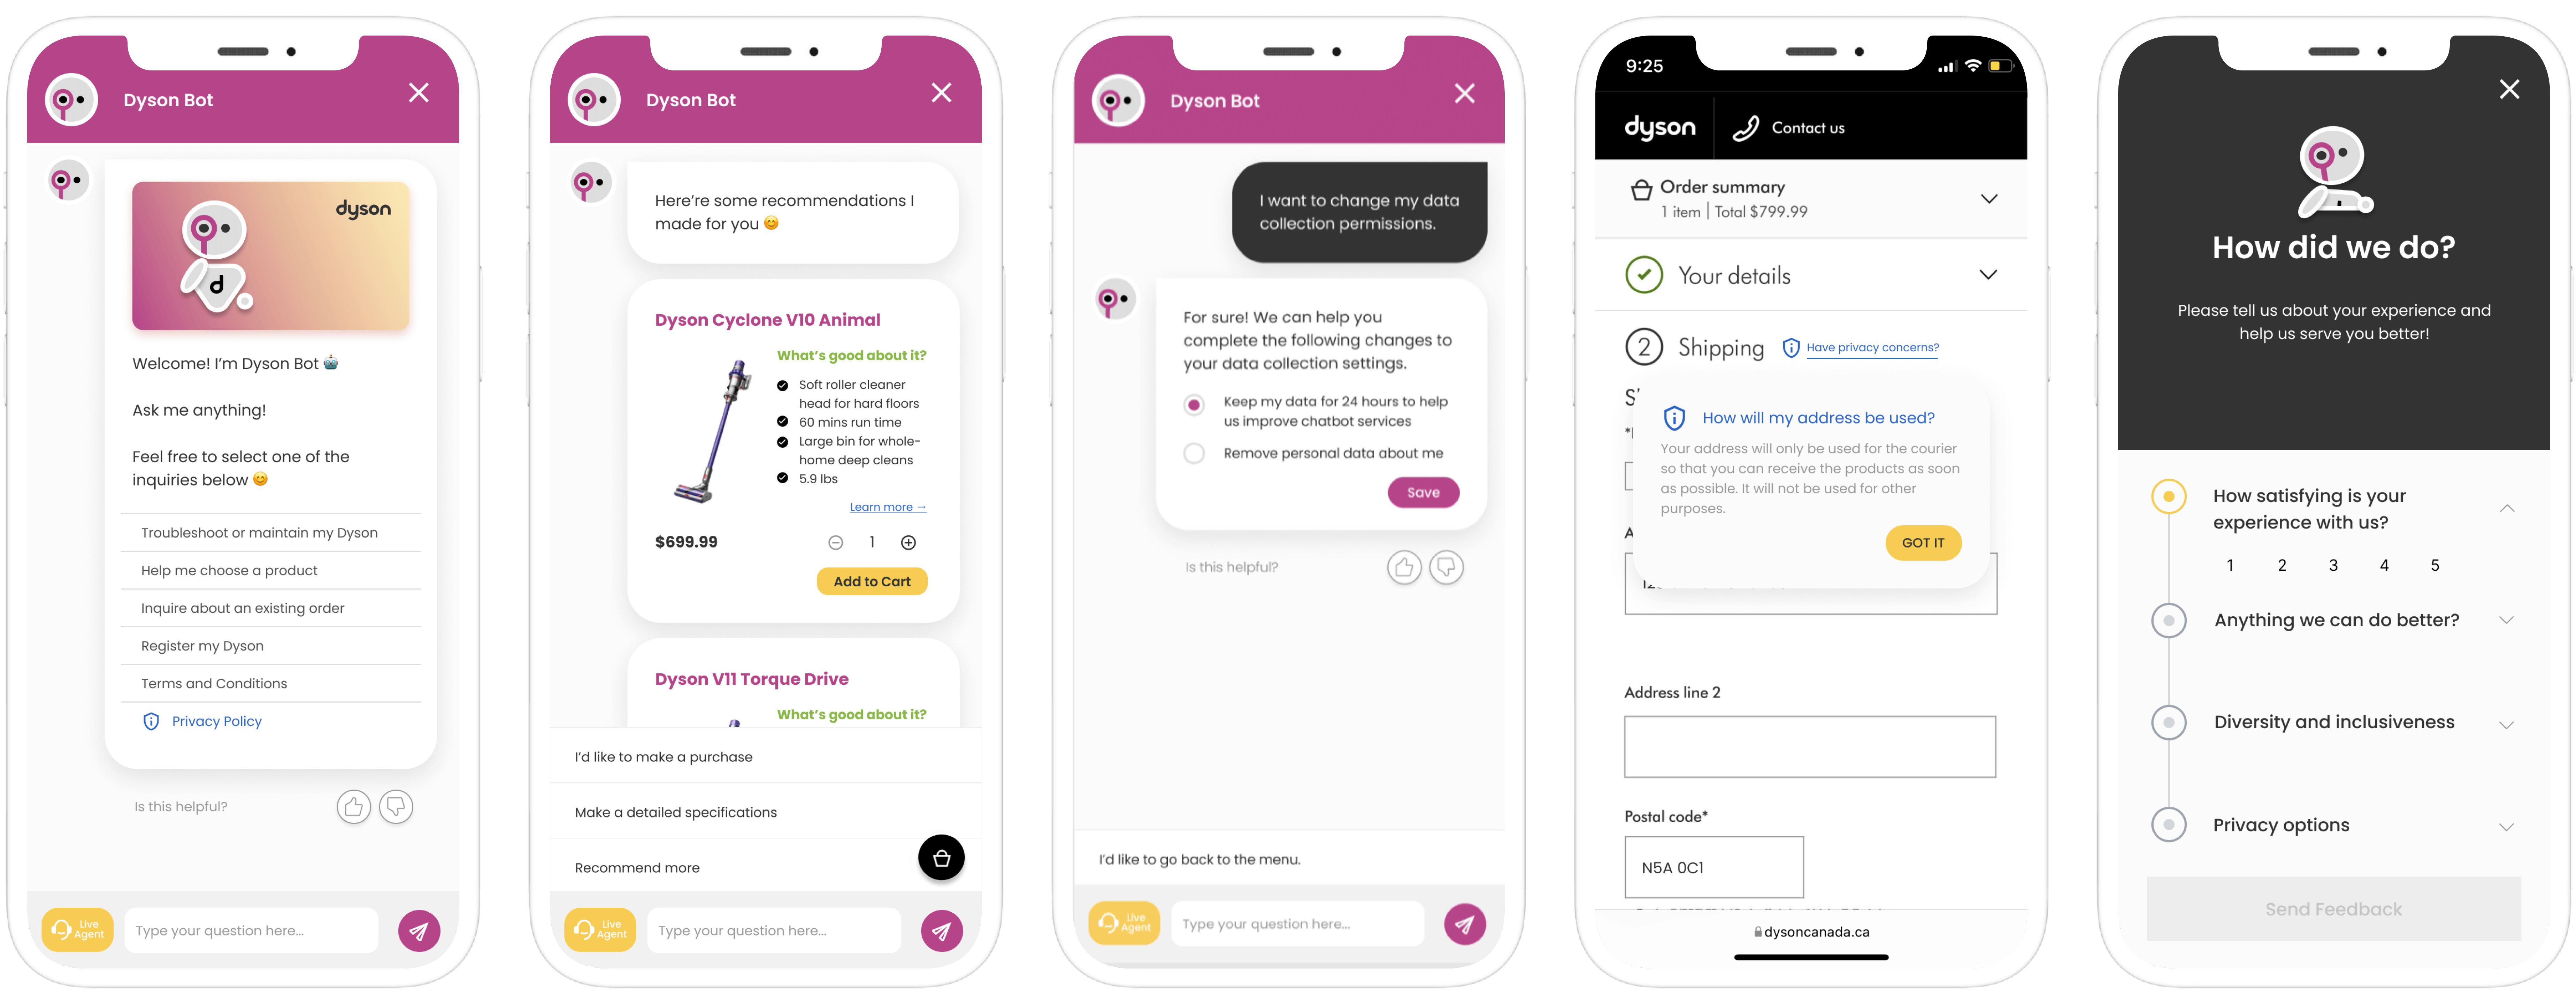 Dyson Bot
dyson
d
Welcome! I'm Dyson Bot 🤖
Ask me anything!
Feel free to select one of the
inquiries below 😊
Troubleshoot or maintain my Dyson
Help me choose a product
Inquire about an existing order
Register my Dyson
Terms and Conditions
Privacy Policy
Is this helpful?
Live
Agent
Type your question here...
Dyson Bot
Here're some recommendations I
made for you 😊
Dyson Cyclone V10 Animal
What's good about it?
Soft roller cleaner
head for hard floors
60 mins run time
Large bin for whole-
home deep cleans
5.9 lbs
Learn more →
$699.99
1
Add to Cart
Dyson V11 Torque Drive
What's good about it?
I'd like to make a purchase
Make a detailed specifications
Recommend more
Live
Agent
Type your question here...
Dyson Bot
I want to change my data
collection permissions.
For sure! We can help you
complete the following changes to
your data collection settings.
Keep my data for 24 hours to help
us improve chatbot services
Remove personal data about me
Save
Is this helpful?
I'd like to go back to the menu.
Live
Agent
Type your question here...
9:25
dyson
Contact us
Order summary
1 item | Total $799.99
Your details
2 Shipping
Have privacy concerns?
How will my address be used?
Your address will only be used for the courier
so that you can receive the products as soon
as possible. It will not be used for other
purposes.
GOT IT
Address line 2
Postal code*
N5A 0C1
dysoncanada.ca
How did we do?
Please tell us about your experience and
help us serve you better!
How satisfying is your
experience with us?
1 2 3 4 5
Anything we can do better?
Diversity and inclusiveness
Privacy options
Send Feedback